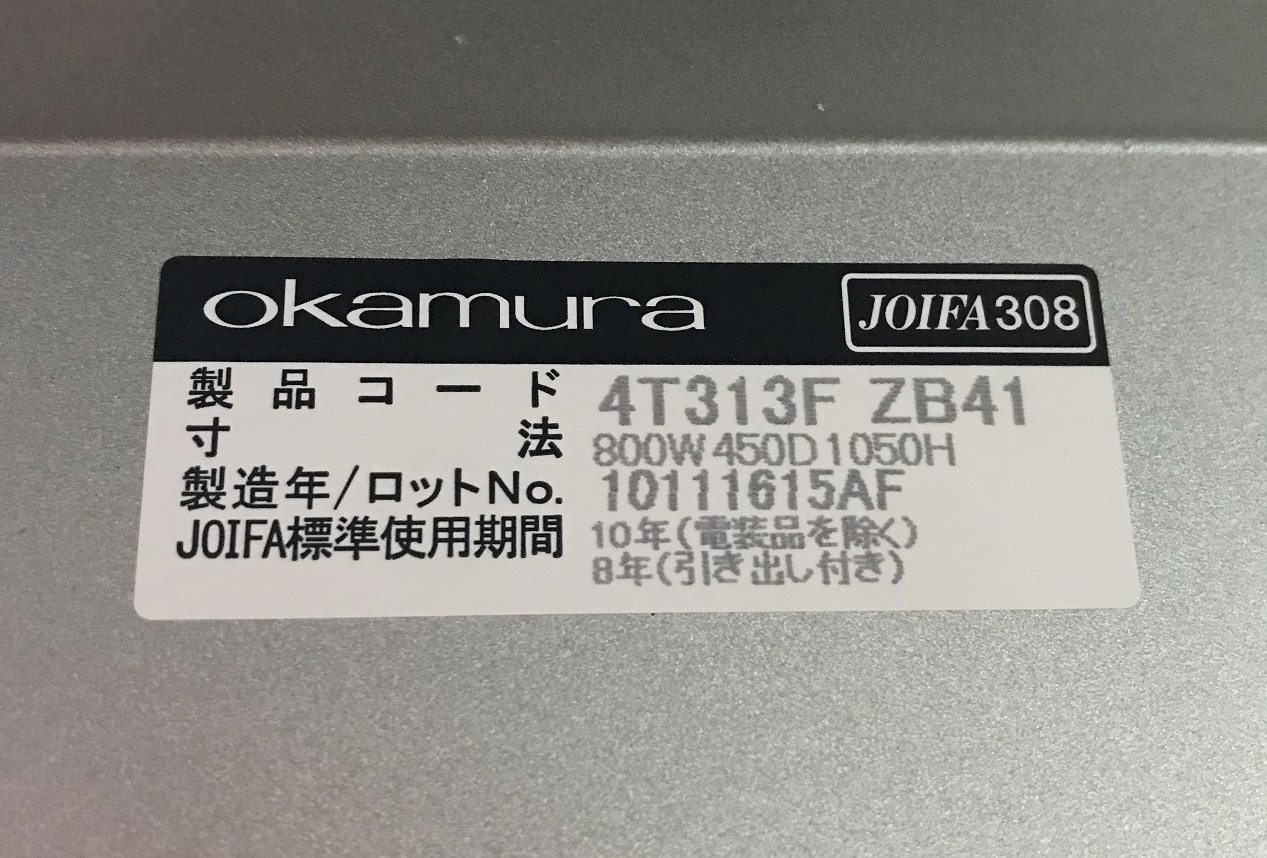 okamura JOIFA308
製品コード 4T313F ZB41
寸法 800W450D1050H
製造年/ロットNo. 10111615AF
JOIFA標準使用期間 10年(電装品を除く)
8年(引き出し付き)